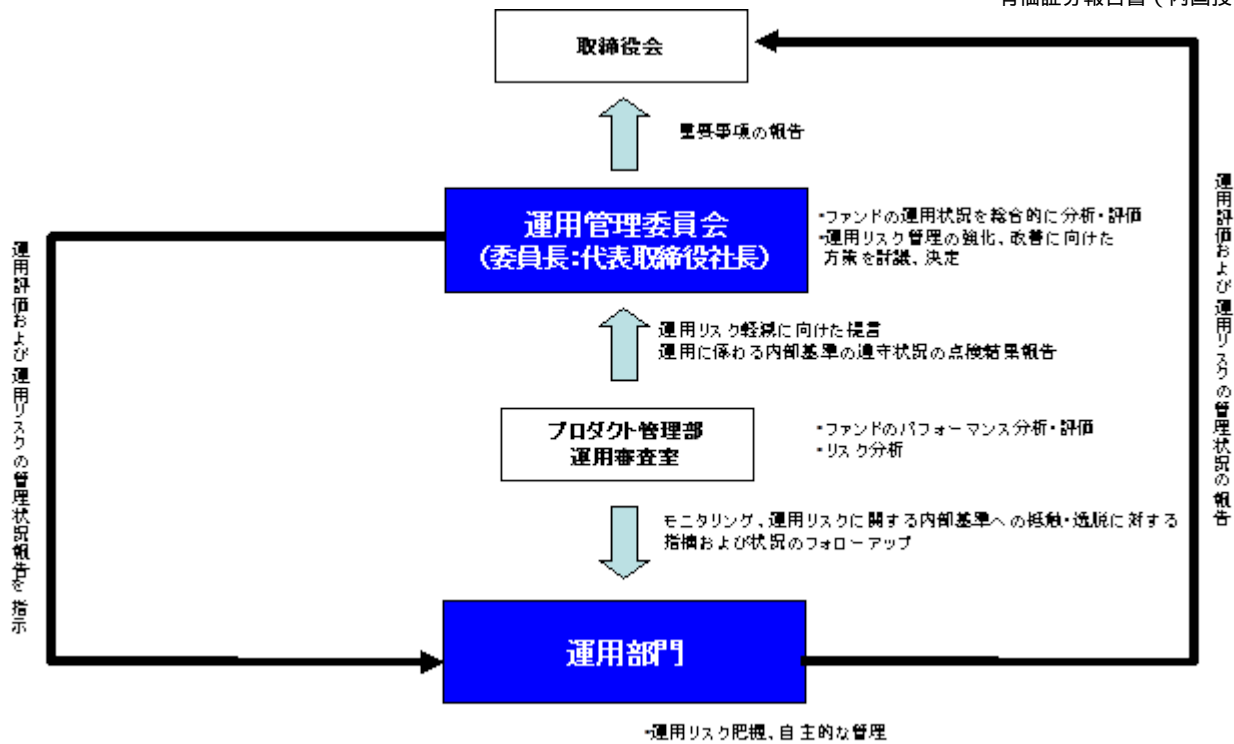 有価証券報告書（内国投
取締役会
重要事項の報告
運用管理委員会
（委員長：代表取締役社長）
・ファンドの運用状況を総合的に分析・評価
・運用リスク管理の強化、改善に向けた
方策を討議、決定
運用リスク軽減に向けた提言
運用に係わる内部基準の遵守状況の点検結果報告
プロダクト管理部
運用審査室
・ファンドのパフォーマンス分析・評価
・リスク分析
モニタリング、運用リスクに関する内部基準への抵触・逸脱に対する
指摘および状況のフォローアップ
運用部門
・運用リスク把握、自主的な管理
運用評価および運用リスクの管理状況報告を指示
運用評価および運用リスクの管理状況の報告